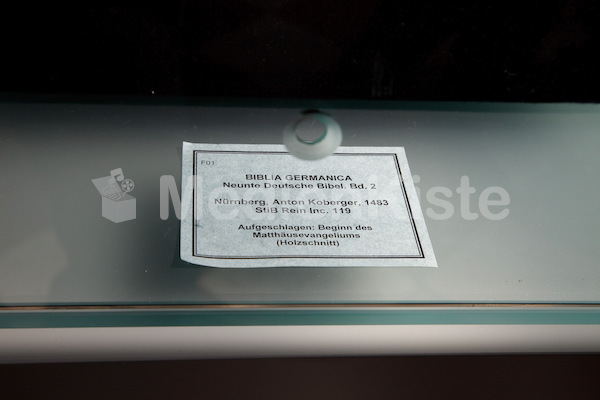 F01
BIBLIA GERMANICA
Neunte Deutsche Bibel, Bd. 2
Nürnberg, Anton Koberger, 1483
StiB Rein Inc. 119
Aufgeschlagen: Beginn des
Matthäusevangeliums
(Holzschnitt)